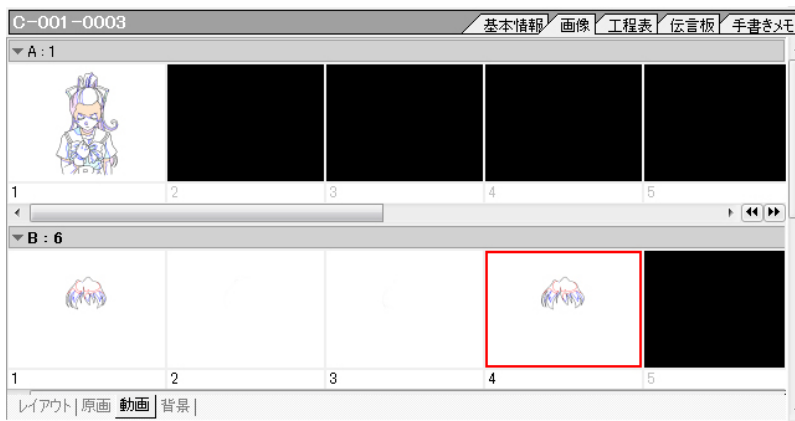 C-001-0003 基本情報 画像 工程表 伝言板 手書きメモ
A : 1
1 2 3 4 5
B : 6
1 2 3 4 5
レイアウト 原画 動画 背景